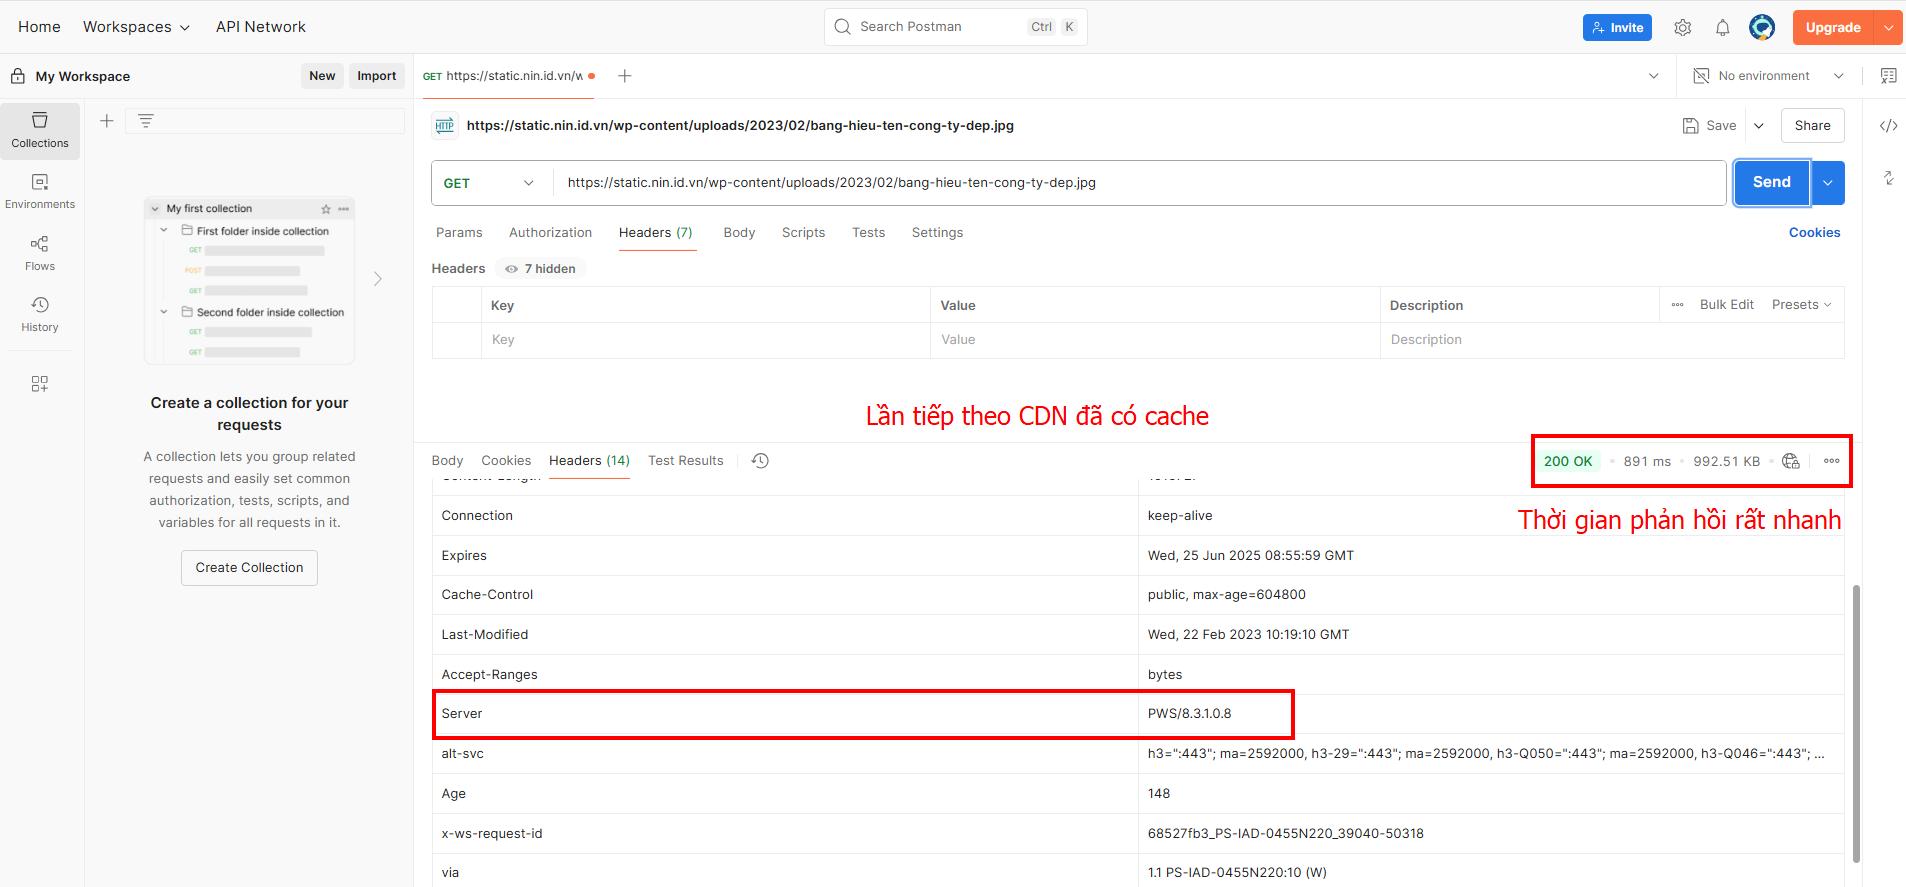 Home Workspaces API Network Search Postman Ctrl K Invite Upgrade
My Workspace New Import GET https://static.nin.id.vn/w No environment
HTTP https://static.nin.id.vn/wp-content/uploads/2023/02/bang-hieu-ten-cong-ty-dep.jpg Save Share
Collections
Environments
Flows
History
My first collection
First folder inside collection
GET
POST
GET
Second folder inside collection
GET
GET
Create a collection for your
requests
A collection lets you group related
requests and easily set common
authorization, tests, scripts, and
variables for all requests in it.
Create Collection
GET https://static.nin.id.vn/wp-content/uploads/2023/02/bang-hieu-ten-cong-ty-dep.jpg Send
Params Authorization Headers (7) Body Scripts Tests Settings Cookies
Headers 7 hidden
Key Value Description Bulk Edit Presets
Key Value Description
Lần tiếp theo CDN đã có cache
Body Cookies Headers (14) Test Results 200 OK 891 ms 992.51 KB
Content-Length
Connection keep-alive
Thời gian phản hồi rất nhanh
Expires Wed, 25 Jun 2025 08:55:59 GMT
Cache-Control public, max-age=604800
Last-Modified Wed, 22 Feb 2023 10:19:10 GMT
Accept-Ranges bytes
Server PWS/8.3.1.0.8
alt-svc h3=":443"; ma=2592000, h3-29=":443"; ma=2592000, h3-Q050=":443"; ma=2592000, h3-Q046=":443"; ...
Age 148
x-ws-request-id 68527fb3_PS-IAD-0455N220_39040-50318
via 1.1 PS-IAD-0455N220:10 (W)